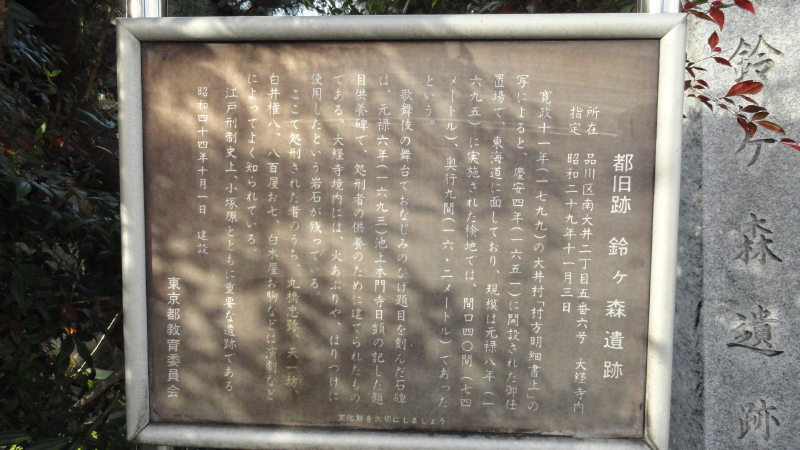 都旧跡 鈴ヶ森遺跡
所在 品川区南大井二丁目五番六号 大経寺内
指定 昭和二十九年十一月三日
寛政十一年(一七九九)の大井村「村方明細書上」の
写によると、慶安四年(一六五一)に開設された御仕
置場で、東海道に面しており、規模は元禄八年(一
六九五)に実施された検地では、間口四〇間(七四
メートル)、奥行九間(一六・二メートル)であった
という。
歌舞伎の舞台でおなじみのひげ題目を刻んだ石碑
は、元禄六年(一六九三)池上本門寺日顗の記した題
目供養碑で、処刑者の供養のために建てられたもの
である。大経寺境内には、火あぶりや、はりつけに
使用したという岩石が残っている。
ここで処刑された者のうち、丸橋忠弥、天一坊、
白井権八、八百屋お七、白木屋お駒などは演劇など
によってよく知られている。
江戸刑制史上、小塚原とともに重要な遺跡である
昭和四十四年十月一日 建設
東京都教育委員会
文化財を大切にしましょう
鈴ヶ森遺跡